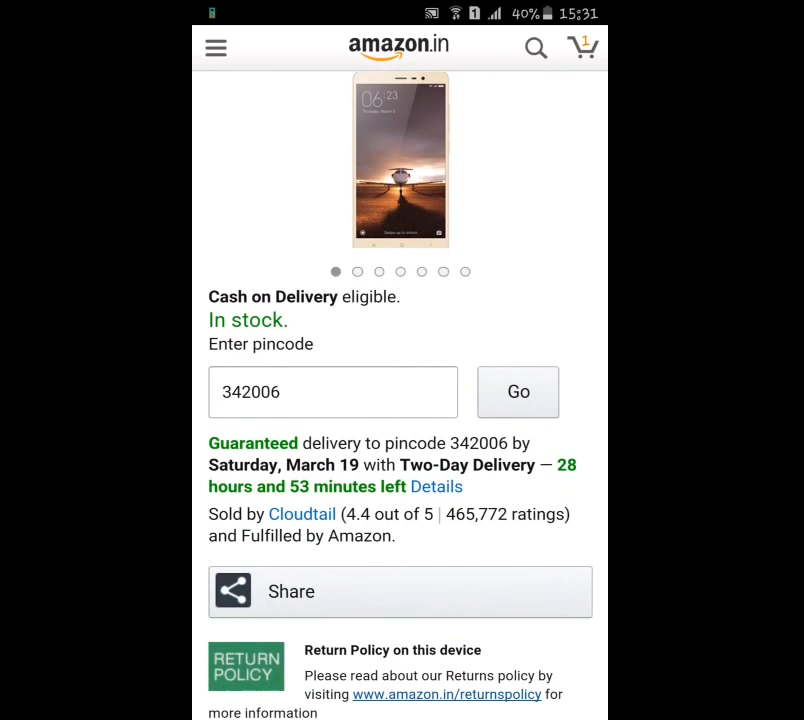 1 40% 15:31
amazon.in
1
06:23
Cash on Delivery eligible.
In stock.
Enter pincode
342006 Go
Guaranteed delivery to pincode 342006 by
Saturday, March 19 with Two-Day Delivery — 28
hours and 53 minutes left Details
Sold by Cloudtail (4.4 out of 5 | 465,772 ratings)
and Fulfilled by Amazon.
Share
RETURN
POLICY
Return Policy on this device
Please read about our Returns policy by
visiting www.amazon.in/returnspolicy for
more information